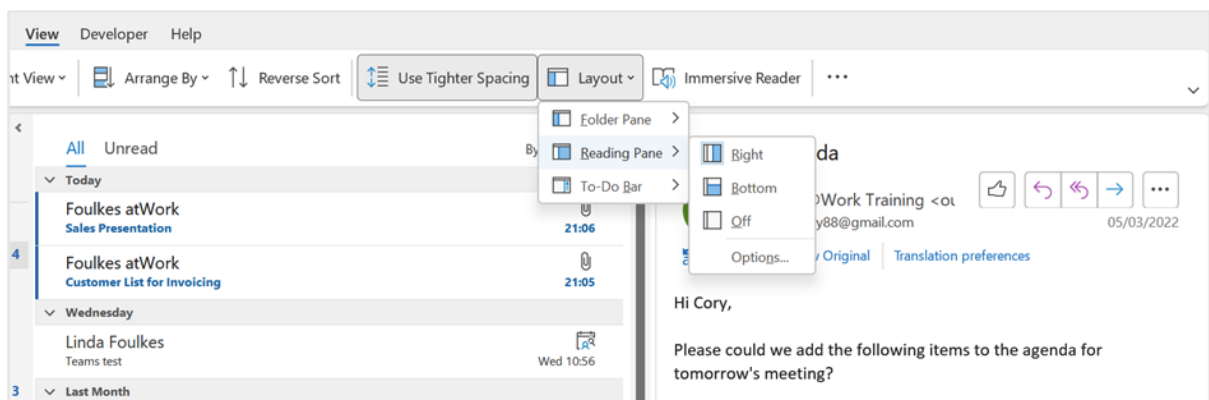 View Developer Help
nt View Arrange By Reverse Sort Use Tighter Spacing Layout Immersive Reader ...
Folder Pane
All Unread By Reading Pane Right da
Today To-Do Bar Bottom
Foulkes atWork @Work Training <ou ...
Sales Presentation 21:06 Off y88@gmail.com 05/03/2022
4 Foulkes atWork Options... Original Translation preferences
Customer List for Invoicing 21:05
Hi Cory,
Wednesday
Linda Foulkes
Teams test Wed 10:56
Please could we add the following items to the agenda for
tomorrow's meeting?
3 Last Month